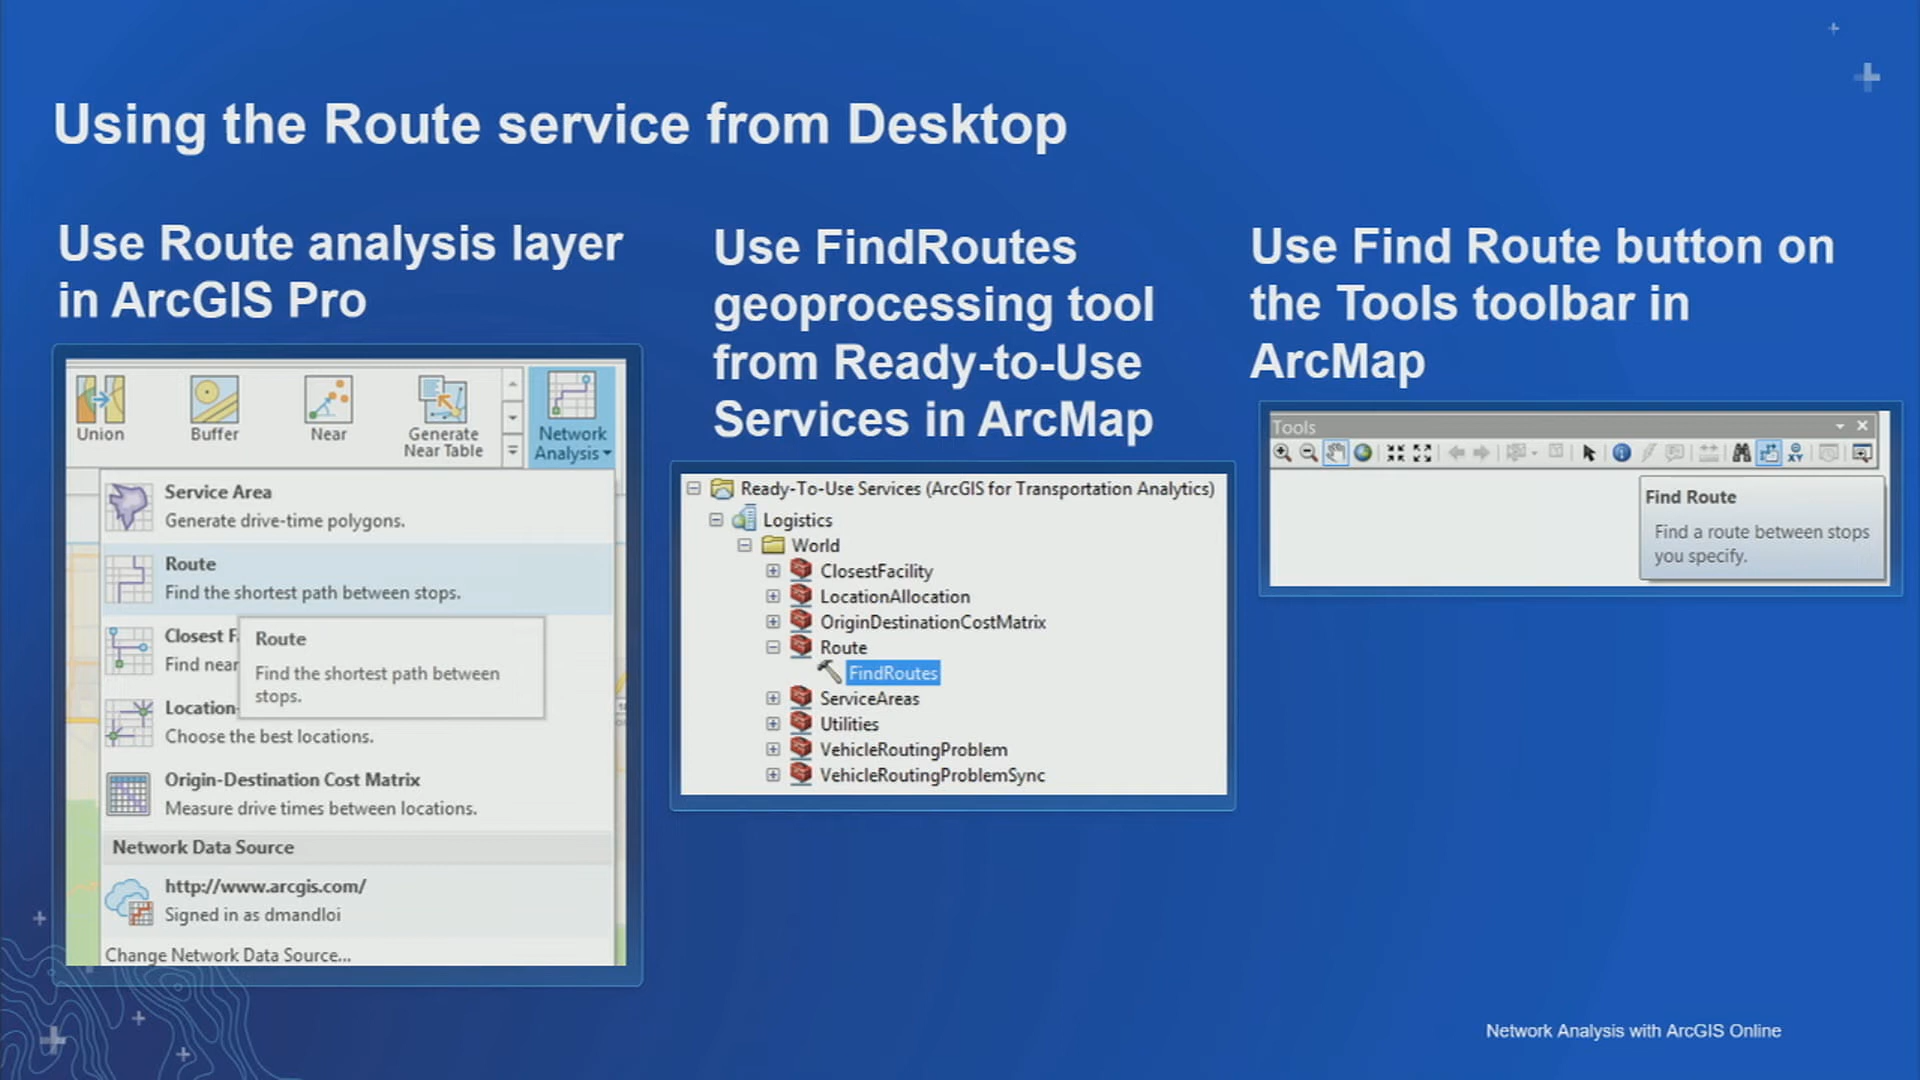 Using the Route service from Desktop
Use Route analysis layer
in ArcGIS Pro
Union
Buffer
Near
Generate
Near Table
Network
Analysis
Service Area
Generate drive-time polygons.
Route
Find the shortest path between stops.
Closest F
Find near
Route
Find the shortest path between
stops.
Location-
Choose the best locations.
Origin-Destination Cost Matrix
Measure drive times between locations.
Network Data Source
http://www.arcgis.com/
Signed in as dmandloi
Change Network Data Source...
Use FindRoutes
geoprocessing tool
from Ready-to-Use
Services in ArcMap
Ready-To-Use Services (ArcGIS for Transportation Analytics)
Logistics
World
ClosestFacility
LocationAllocation
OriginDestinationCostMatrix
Route
FindRoutes
ServiceAreas
Utilities
VehicleRoutingProblem
VehicleRoutingProblemSync
Use Find Route button on
the Tools toolbar in
ArcMap
Tools
XY
Find Route
Find a route between stops
you specify.
Network Analysis with ArcGIS Online